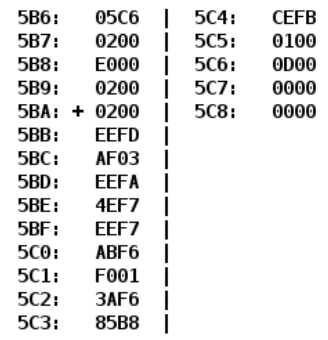 5B6: 05C6 | 5C4: CEFB
5B7: 0200 | 5C5: 0100
5B8: E000 | 5C6: 0D00
5B9: 0200 | 5C7: 0000
5BA: + 0200 | 5C8: 0000
5BB: EEFD |
5BC: AF03 |
5BD: EEFA |
5BE: 4EF7 |
5BF: EEF7 |
5C0: ABF6 |
5C1: F001 |
5C2: 3AF6 |
5C3: 85B8 |